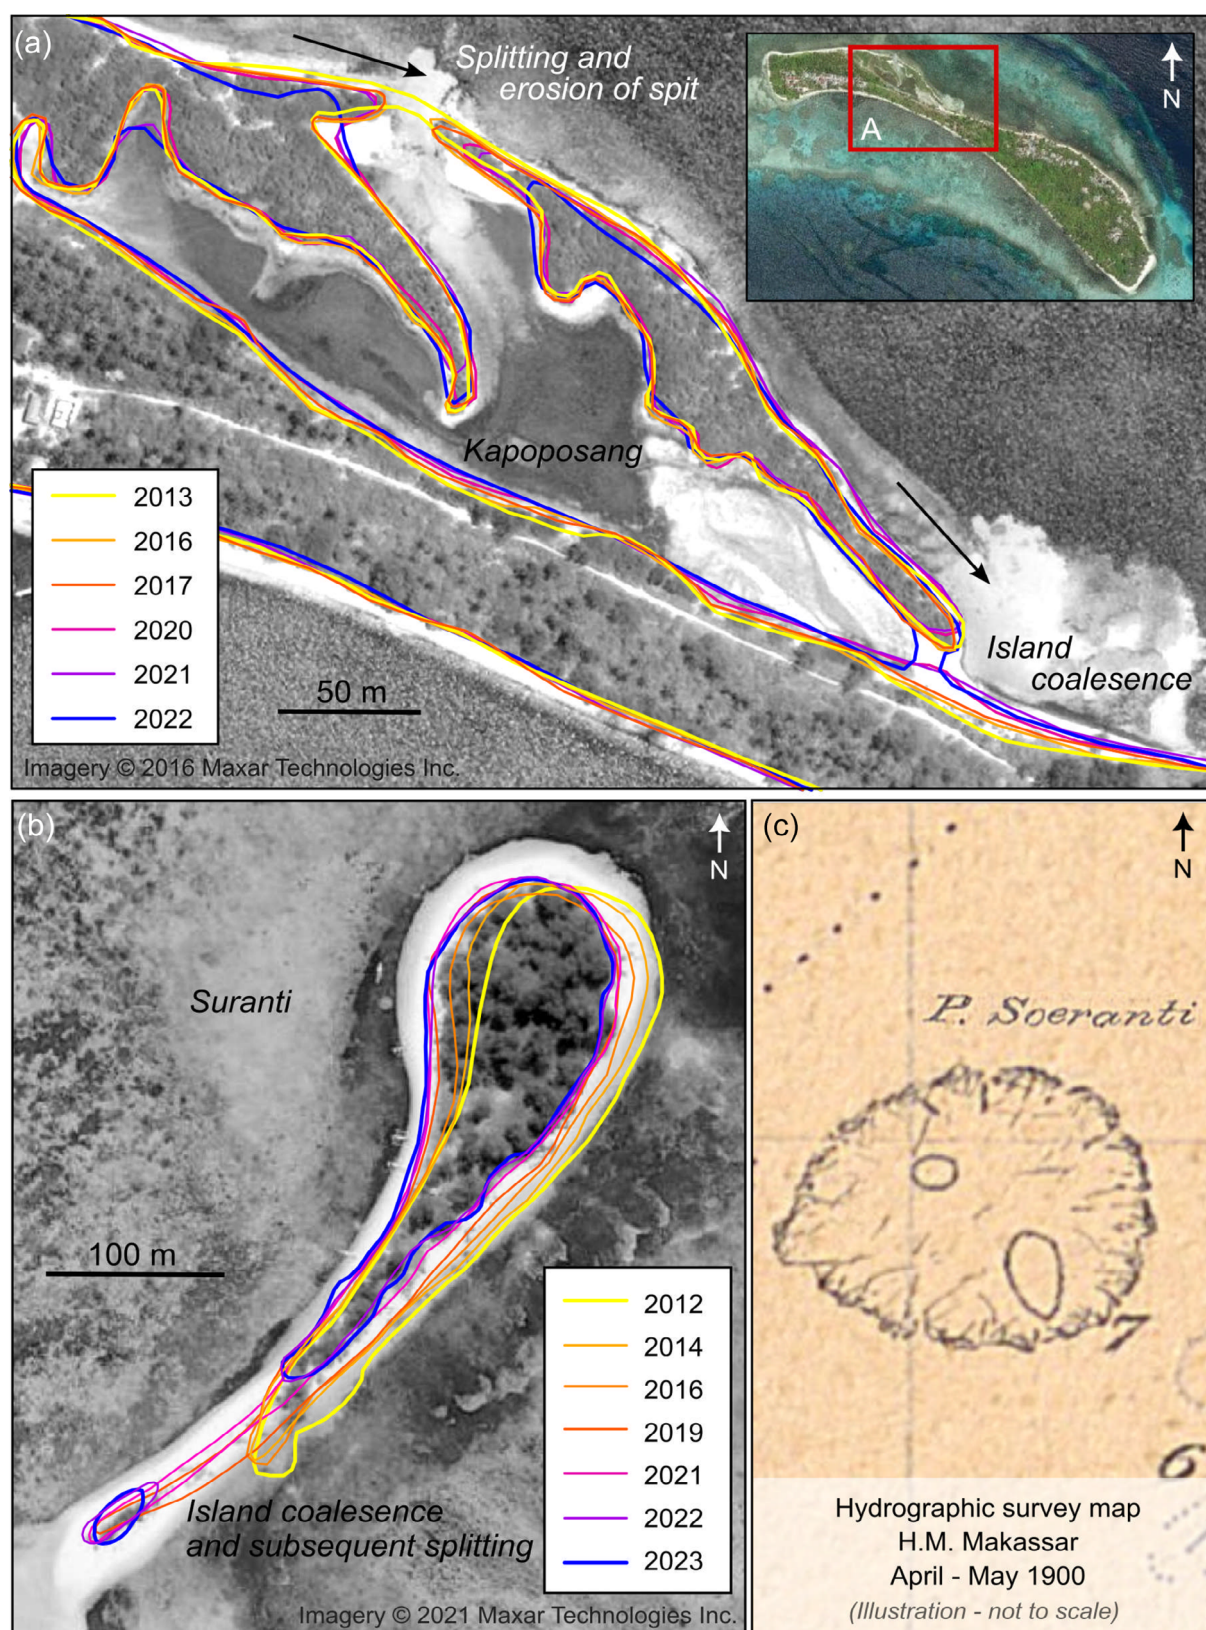 (a)
Splitting and
erosion of spit
A
N
Kapoposang
2013
2016
2017
2020
2021
2022
50 m
Island
coalesence
Imagery © 2016 Maxar Technologies Inc.
(b)
N
Suranti
100 m
2012
2014
2016
2019
2021
2022
2023
Island coalesence
and subsequent splitting
Imagery © 2021 Maxar Technologies Inc.
(c)
N
P. Soeranti
7
6
Hydrographic survey map
H.M. Makassar
April - May 1900
(Illustration - not to scale)